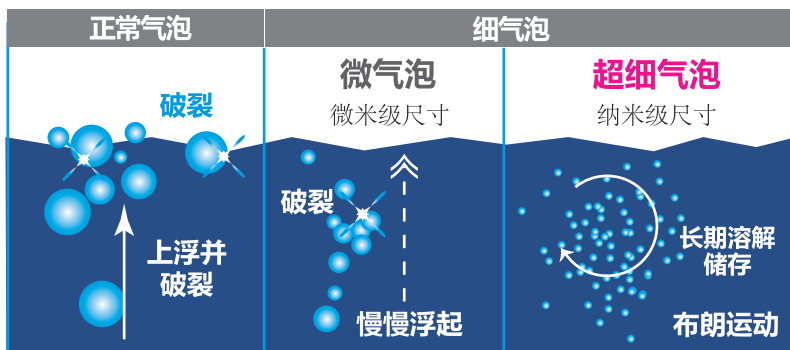 正常气泡
细气泡
破裂
上浮并
破裂
微气泡
微米级尺寸
破裂
慢慢浮起
超细气泡
纳米级尺寸
长期溶解
储存
布朗运动